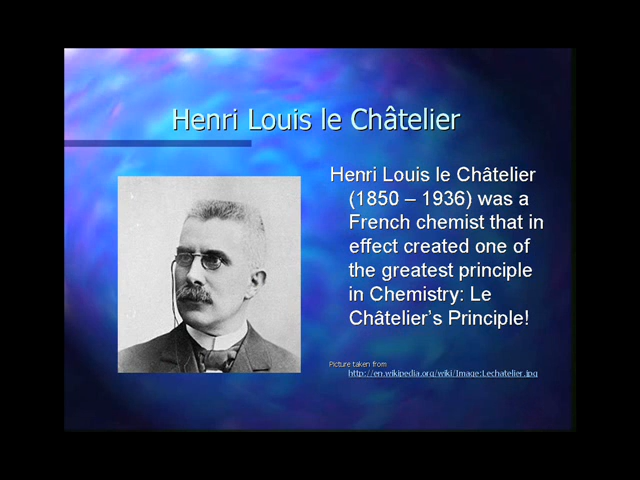 Henri Louis le Châtelier
Henri Louis le Châtelier
(1850 – 1936) was a
French chemist that in
effect created one of
the greatest principle
in Chemistry: Le
Châtelier's Principle!
Picture taken from
http://en.wikipedia.org/wiki/Image:Lechatelier.jpg